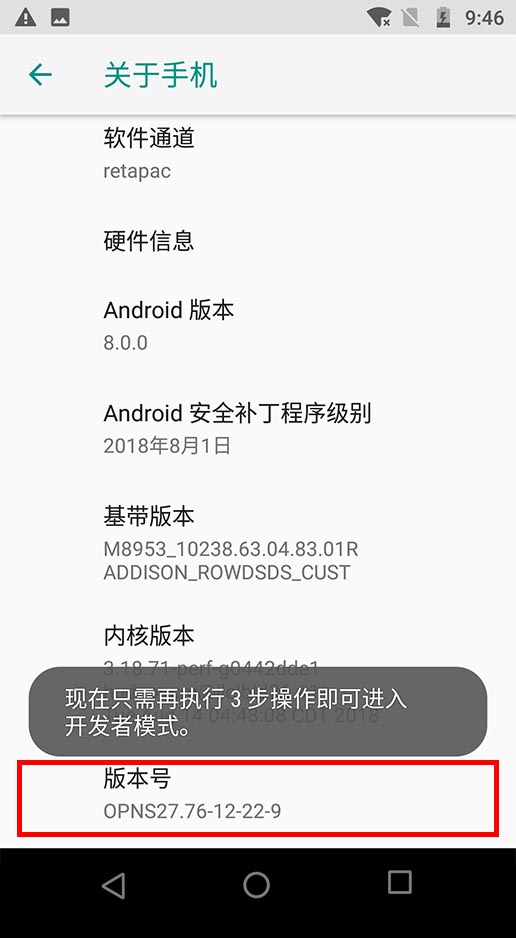 9:46
关于手机
软件通道
retapac
硬件信息
Android 版本
8.0.0
Android 安全补丁程序级别
2018年8月1日
基带版本
M8953_10238.63.04.83.01R
ADDISON_ROWDSDS_CUST
内核版本
3.18.71-perf-g0442dde1
现在只需再执行 3 步操作即可进入
开发者模式。
14 04:48:08 CDT 2018
版本号
OPNS27.76-12-22-9